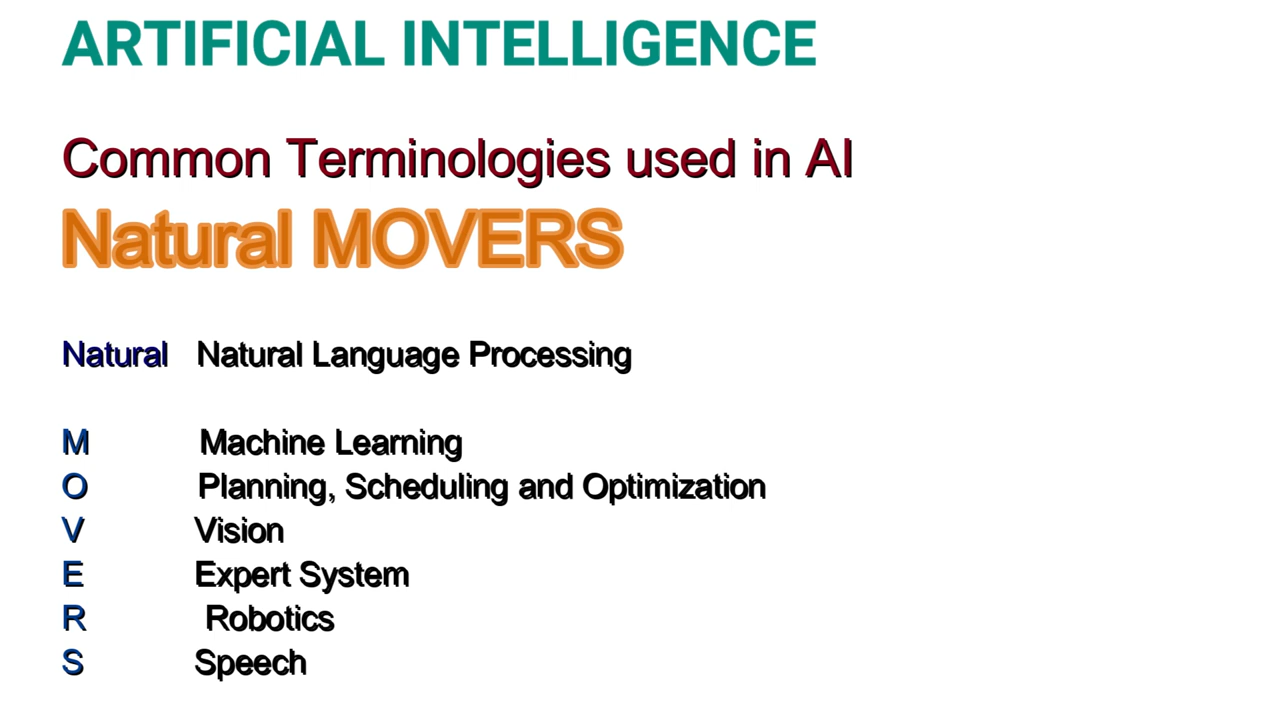 ARTIFICIAL INTELLIGENCE
Common Terminologies used in AI
Natural MOVERS
Natural Natural Language Processing
M Machine Learning
O Planning, Scheduling and Optimization
V Vision
E Expert System
R Robotics
S Speech